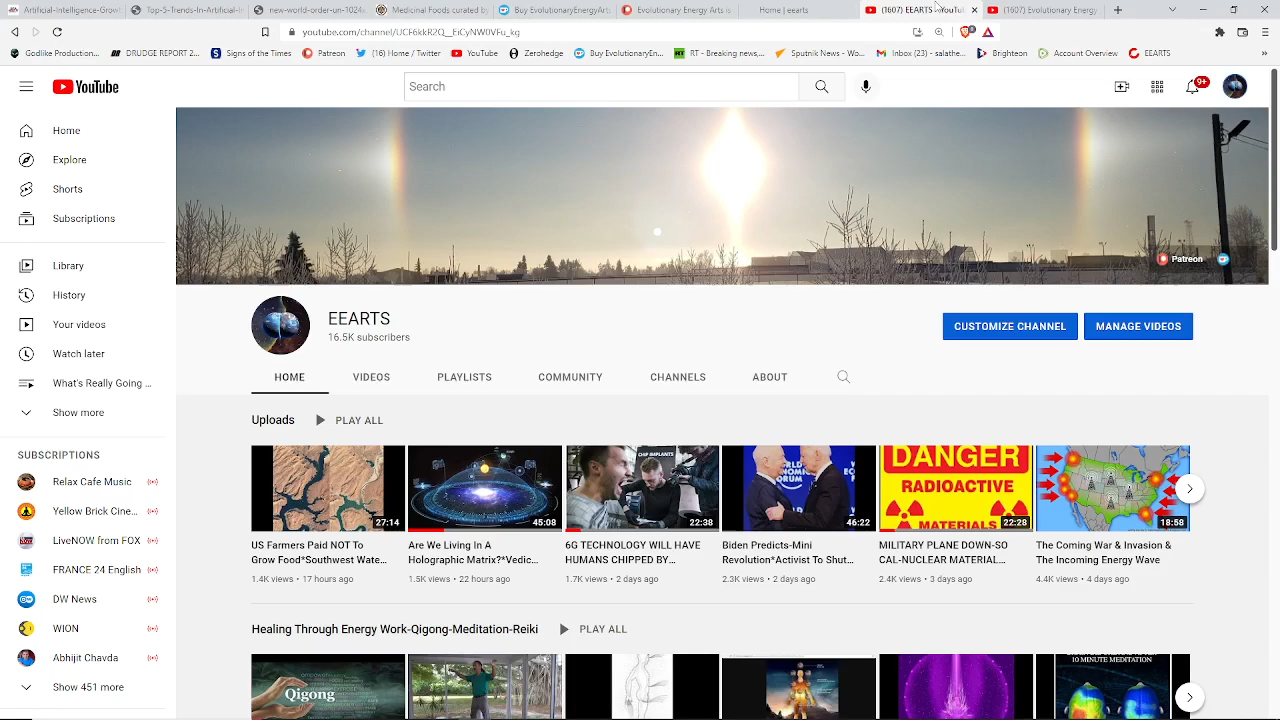 Artificial-Intelligence-Grow
Top-5-Trends-In-Artificial-In
new-world-order-un-1024x
Medical Moments curated by
Buy EvolutionaryEnergyArts
EvolutionaryEnergyArts is
Home | eearts
(1607) EEARTS - YouTub
(1607) Evolutionary Energy
youtube.com/channel/UCF6kkR2Q__EiCyNW0VFu_kg
Godlike Production...
DRUDGE REPORT 2...
Signs of the Times
Patreon
(16) Home / Twitter
YouTube
Zerohedge
Buy EvolutionaryEn...
RT - Breaking news,...
Sputnik News - Wo...
Inbox (23) - salathe...
Brighteon
Account Overview
EEARTS
YouTube
Search
9+
Home
Explore
Shorts
Subscriptions
Library
History
Your videos
Watch later
What's Really Going ...
Show more
SUBSCRIPTIONS
Relax Cafe Music
Yellow Brick Cine...
LiveNOW from FOX
FRANCE 24 English
DW News
WION
Abhijit Chavda
Show 451 more
Patreon
EEARTS
16.5K subscribers
CUSTOMIZE CHANNEL
MANAGE VIDEOS
HOME
VIDEOS
PLAYLISTS
COMMUNITY
CHANNELS
ABOUT
Uploads
PLAY ALL
27:14
45:08
CHIP IMPLANTS
22:38
46:22
DANGER
RADIOACTIVE
MATERIALS
22:28
18:58
US Farmers Paid NOT To
Grow Food*Southwest Wate...
1.4K views • 17 hours ago
Are We Living In A
Holographic Matrix?*Vedic...
1.5K views • 22 hours ago
6G TECHNOLOGY WILL HAVE
HUMANS CHIPPED BY...
1.7K views • 2 days ago
Biden Predicts-Mini
Revolution*Activist To Shut...
2.3K views • 2 days ago
MILITARY PLANE DOWN-SO
CAL-NUCLEAR MATERIAL...
2.4K views • 3 days ago
The Coming War & Invasion &
The Incoming Energy Wave
4.4K views • 4 days ago
Healing Through Energy Work-Qigong-Meditation-Reiki
PLAY ALL
Qigong
10 MINUTE MEDITATION